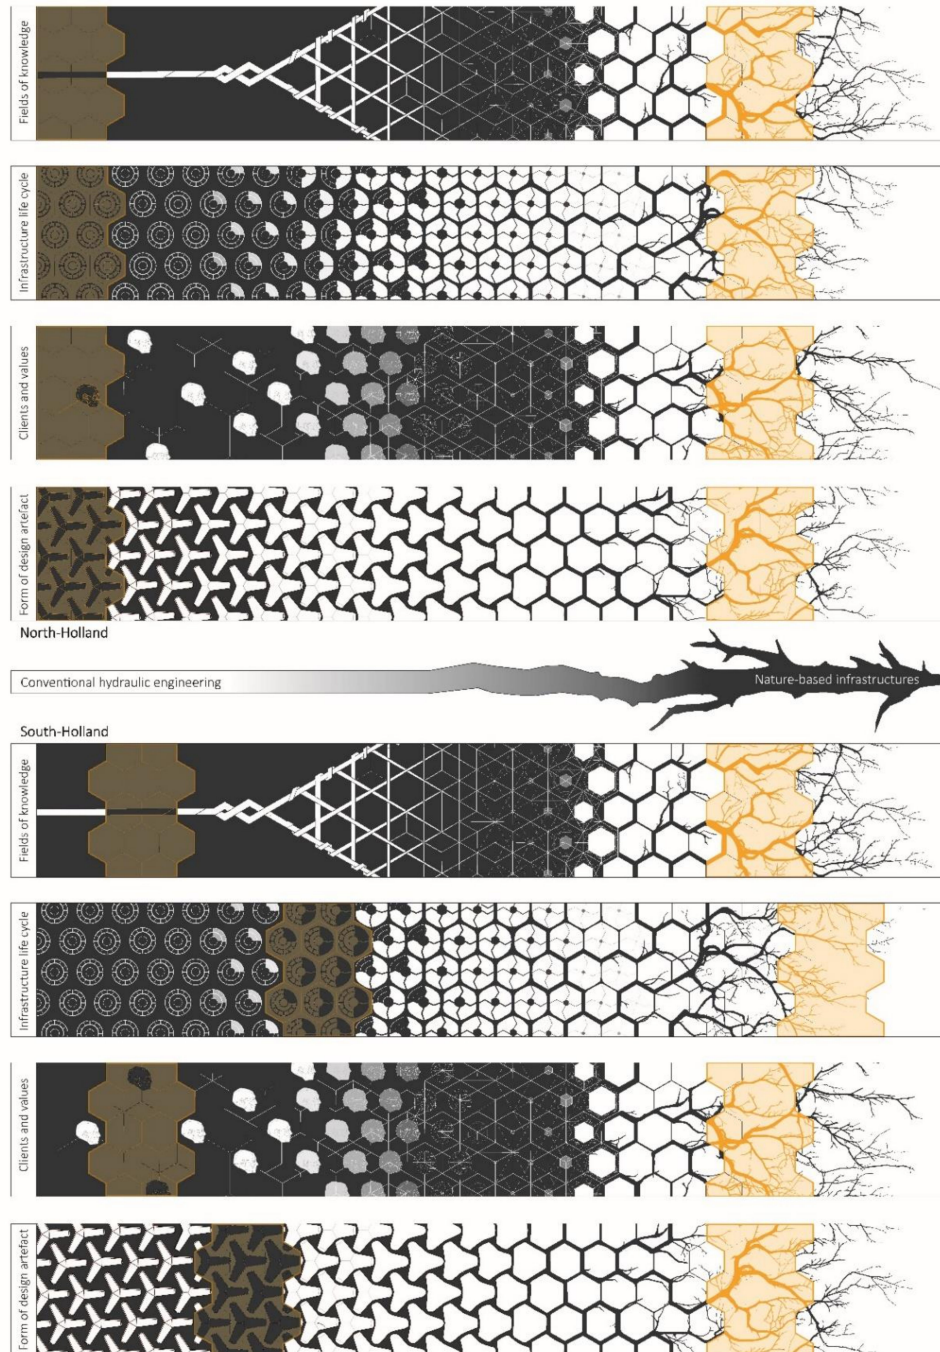 Fields of knowledge
Infrastructure life cycle
Clients and values
Form of design artefact
North-Holland
Conventional hydraulic engineering
Nature-based infrastructures
South-Holland
Fields of knowledge
Infrastructure life cycle
Clients and values
Form of design artefact